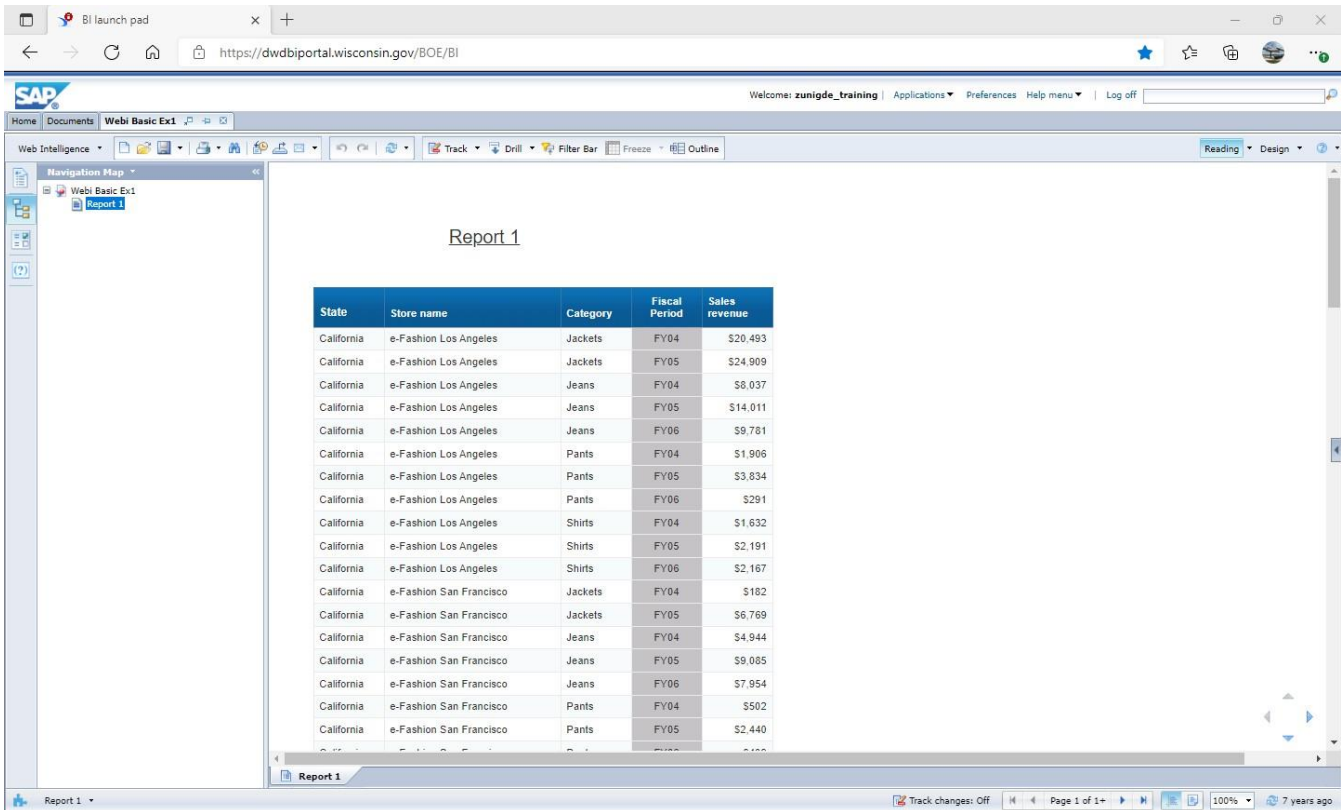 BI launch pad
https://dwdbiportal.wisconsin.gov/BOE/BI
SAP
Welcome: zunigde_training | Applications Preferences Help menu | Log off
Home Documents Webi Basic Ex1
Web Intelligence Track Drill Filter Bar Freeze Outline Reading Design
Navigation Map
Webi Basic Ex1
Report 1
Report 1
State Store name Category Fiscal Period Sales revenue
California e-Fashion Los Angeles Jackets FY04 $20,493
California e-Fashion Los Angeles Jackets FY05 $24,909
California e-Fashion Los Angeles Jeans FY04 $8,037
California e-Fashion Los Angeles Jeans FY05 $14,011
California e-Fashion Los Angeles Jeans FY06 $9,781
California e-Fashion Los Angeles Pants FY04 $1,906
California e-Fashion Los Angeles Pants FY05 $3,834
California e-Fashion Los Angeles Pants FY06 $291
California e-Fashion Los Angeles Shirts FY04 $1,632
California e-Fashion Los Angeles Shirts FY05 $2,191
California e-Fashion Los Angeles Shirts FY06 $2,167
California e-Fashion San Francisco Jackets FY04 $182
California e-Fashion San Francisco Jackets FY05 $6,769
California e-Fashion San Francisco Jeans FY04 $4,944
California e-Fashion San Francisco Jeans FY05 $9,085
California e-Fashion San Francisco Jeans FY06 $7,954
California e-Fashion San Francisco Pants FY04 $502
California e-Fashion San Francisco Pants FY05 $2,440
Report 1
Report 1 Track changes: Off Page 1 of 1+ 100% 7 years ago